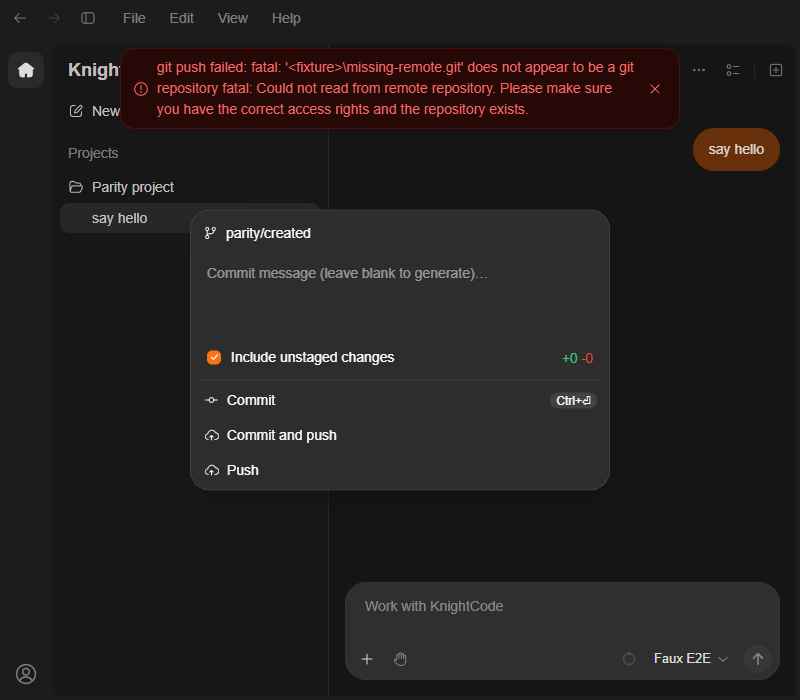 File Edit View Help
git push failed: fatal: '<fixture>\missing-remote.git' does not appear to be a git
repository fatal: Could not read from remote repository. Please make sure
you have the correct access rights and the repository exists.
New
Projects
Parity project
say hello
say hello
parity/created
Commit message (leave blank to generate)…
Include unstaged changes +0 -0
Commit Ctrl+⏎
Commit and push
Push
Work with KnightCode
Faux E2E